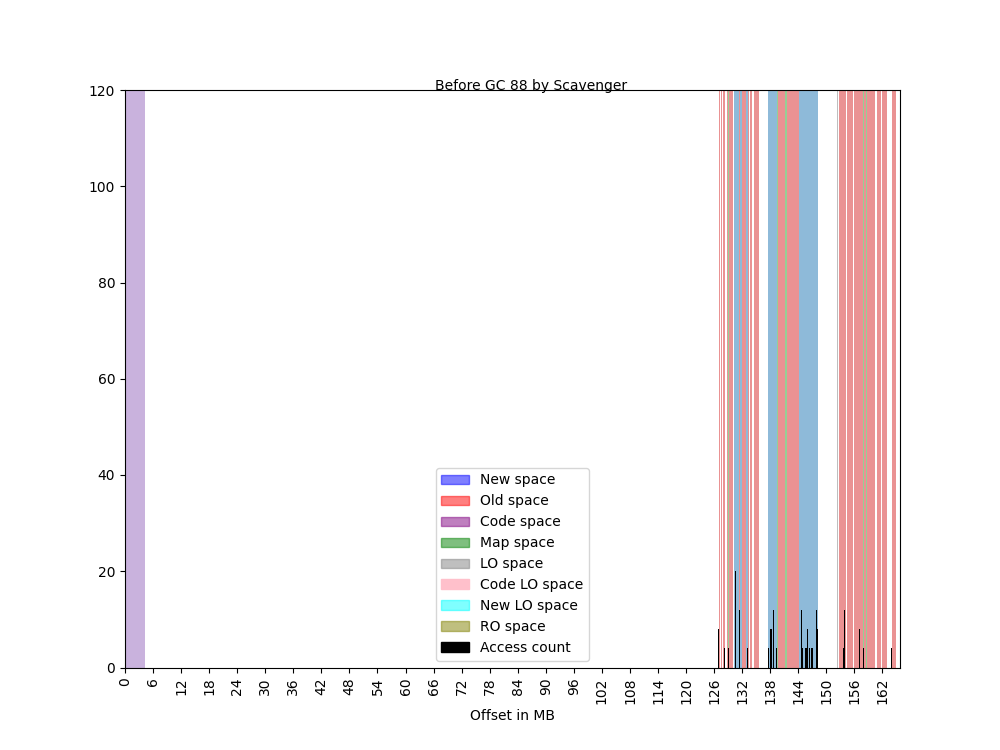 Before GC 88 by Scavenger
120
100
80
60
40
20
0
New space
Old space
Code space
Map space
LO space
Code LO space
New LO space
RO space
Access count
0 6 12 18 24 30 36 42 48 54 60 66 72 78 84 90 96 102 108 114 120 126 132 138 144 150 156 162
Offset in MB